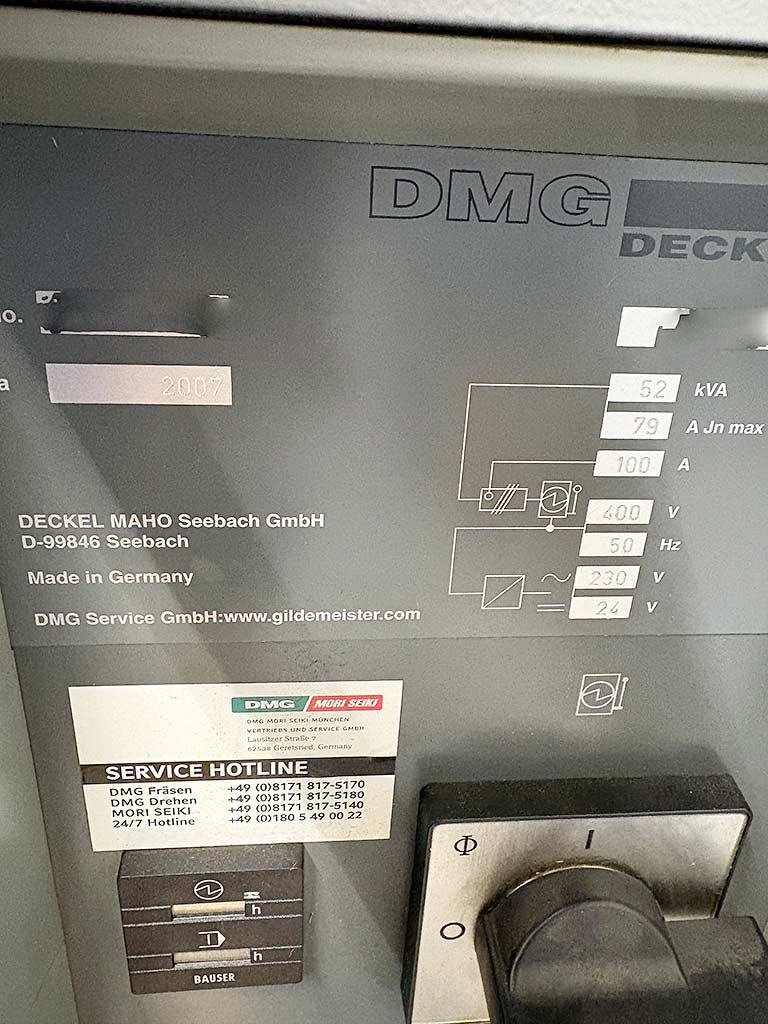 DMG
DECK
o.
a 2007
52 kVA
79 A Jn max
100 A
400 V
50 Hz
230 V
24 V
DECKEL MAHO Seebach GmbH
D-99846 Seebach
Made in Germany
DMG Service GmbH:www.gildemeister.com
DMG MORI SEIKI
DMG MORI SEIKI MÜNCHEN
VERTRIEBS UND SERVICE GMBH
Lausitzer Straße 7
82538 Geretsried, Germany
SERVICE HOTLINE
DMG Fräsen +49 (0)8171 817-5170
DMG Drehen +49 (0)8171 817-5180
MORI SEIKI +49 (0)8171 817-5140
24/7 Hotline +49 (0)180 5 49 00 22
h
h
BAUSER
I
O